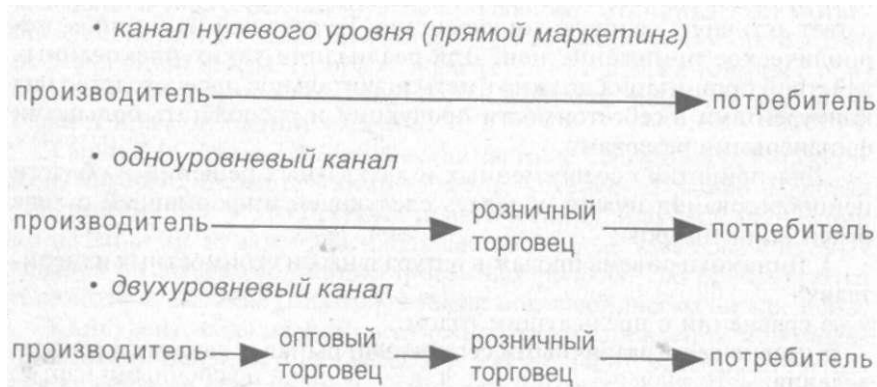 • канал нулевого уровня (прямой маркетинг)
производитель потребитель
• одноуровневый канал
производитель розничный торговец потребитель
• двухуровневый канал
производитель оптовый торговец розничный торговец потребитель